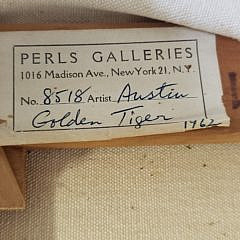 PERLS GALLERIES
1016 Madison Ave., New York 21, N.Y.
No. 8518 Artist Austin
Golden Tiger 1962